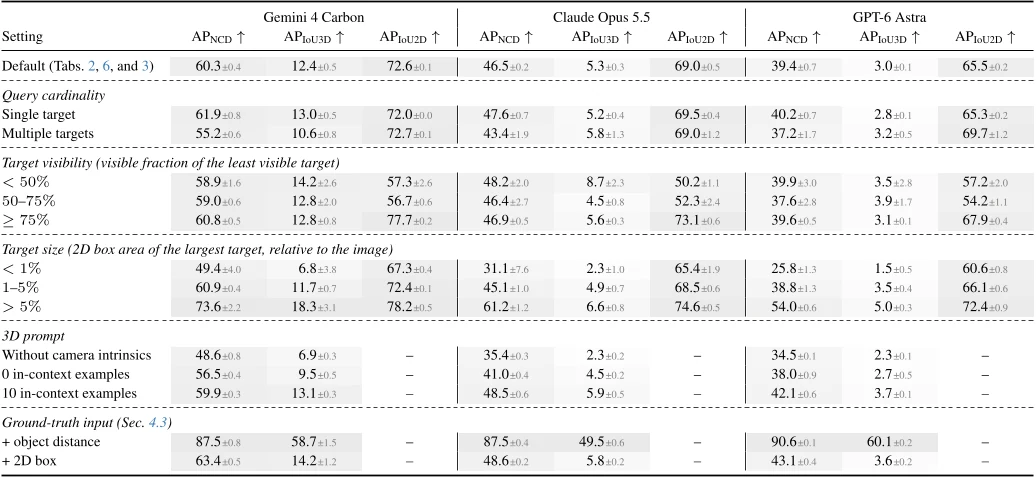 Gemini 4 Carbon Claude Opus 5.5 GPT-6 Astra
Setting AP_NCD ↑ AP_IoU3D ↑ AP_IoU2D ↑ AP_NCD ↑ AP_IoU3D ↑ AP_IoU2D ↑ AP_NCD ↑ AP_IoU3D ↑ AP_IoU2D ↑
Default (Tabs. 2, 6, and 3) 60.3±0.4 12.4±0.5 72.6±0.1 46.5±0.2 5.3±0.3 69.0±0.5 39.4±0.7 3.0±0.1 65.5±0.2
Query cardinality
Single target 61.9±0.8 13.0±0.5 72.0±0.0 47.6±0.7 5.2±0.4 69.5±0.4 40.2±0.7 2.8±0.1 65.3±0.2
Multiple targets 55.2±0.6 10.6±0.8 72.7±0.1 43.4±1.9 5.8±1.3 69.0±1.2 37.2±1.7 3.2±0.5 69.7±1.2
Target visibility (visible fraction of the least visible target)
< 50% 58.9±1.6 14.2±2.6 57.3±2.6 48.2±2.0 8.7±2.3 50.2±1.1 39.9±3.0 3.5±2.8 57.2±2.0
50–75% 59.0±0.6 12.8±2.0 56.7±0.6 46.4±2.7 4.5±0.8 52.3±2.4 37.6±2.8 3.9±1.7 54.2±1.1
≥ 75% 60.8±0.5 12.8±0.8 77.7±0.2 46.9±0.5 5.6±0.3 73.1±0.6 39.6±0.5 3.1±0.1 67.9±0.4
Target size (2D box area of the largest target, relative to the image)
< 1% 49.4±4.0 6.8±3.8 67.3±0.4 31.1±7.6 2.3±1.0 65.4±1.9 25.8±1.3 1.5±0.5 60.6±0.8
1–5% 60.9±0.4 11.7±0.7 72.4±0.1 45.1±1.0 4.9±0.7 68.5±0.6 38.8±1.3 3.5±0.4 66.1±0.6
> 5% 73.6±2.2 18.3±3.1 78.2±0.5 61.2±1.2 6.6±0.8 74.6±0.5 54.0±0.6 5.0±0.3 72.4±0.9
3D prompt
Without camera intrinsics 48.6±0.8 6.9±0.3 – 35.4±0.3 2.3±0.2 – 34.5±0.1 2.3±0.1 –
0 in-context examples 56.5±0.4 9.5±0.5 – 41.0±0.4 4.5±0.2 – 38.0±0.9 2.7±0.5 –
10 in-context examples 59.9±0.3 13.1±0.3 – 48.5±0.6 5.9±0.5 – 42.1±0.6 3.7±0.1 –
Ground-truth input (Sec. 4.3)
+ object distance 87.5±0.8 58.7±1.5 – 87.5±0.4 49.5±0.6 – 90.6±0.1 60.1±0.2 –
+ 2D box 63.4±0.5 14.2±1.2 – 48.6±0.2 5.8±0.2 – 43.1±0.4 3.6±0.2 –